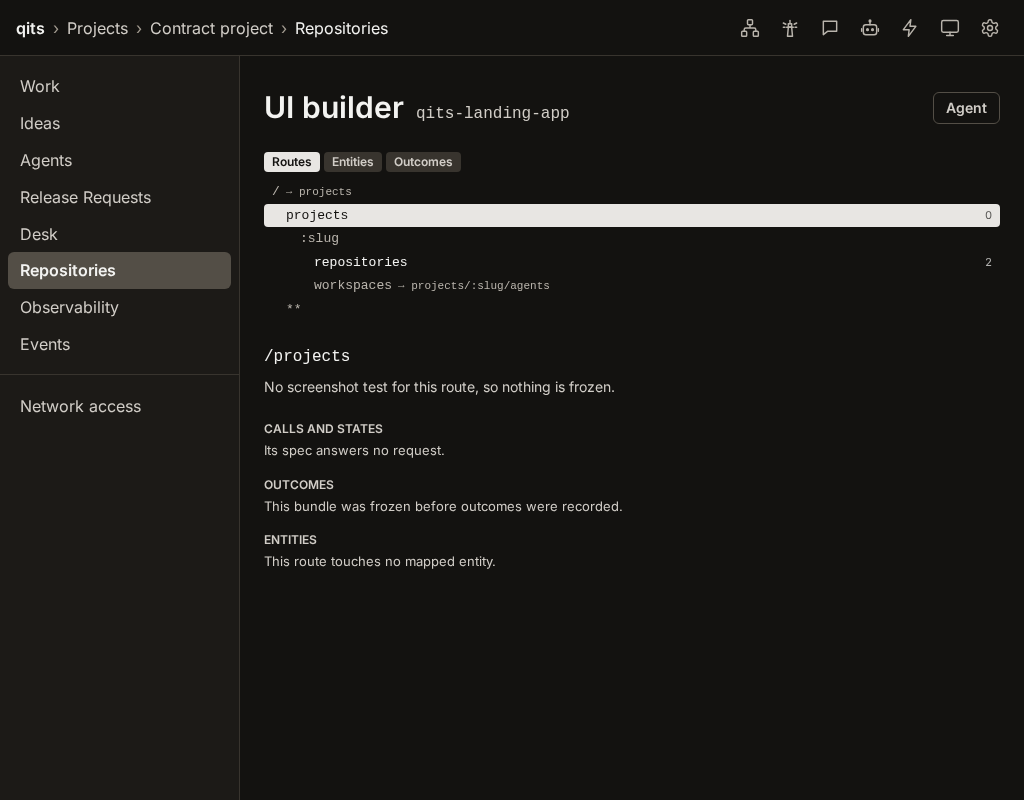 qits › Projects › Contract project › Repositories
Work
Ideas
Agents
Release Requests
Desk
Repositories
Observability
Events
Network access
UI builder qits-landing-app
Agent
Routes Entities Outcomes
/ → projects
projects 0
:slug
repositories 2
workspaces → projects/:slug/agents
**
/projects
No screenshot test for this route, so nothing is frozen.
CALLS AND STATES
Its spec answers no request.
OUTCOMES
This bundle was frozen before outcomes were recorded.
ENTITIES
This route touches no mapped entity.